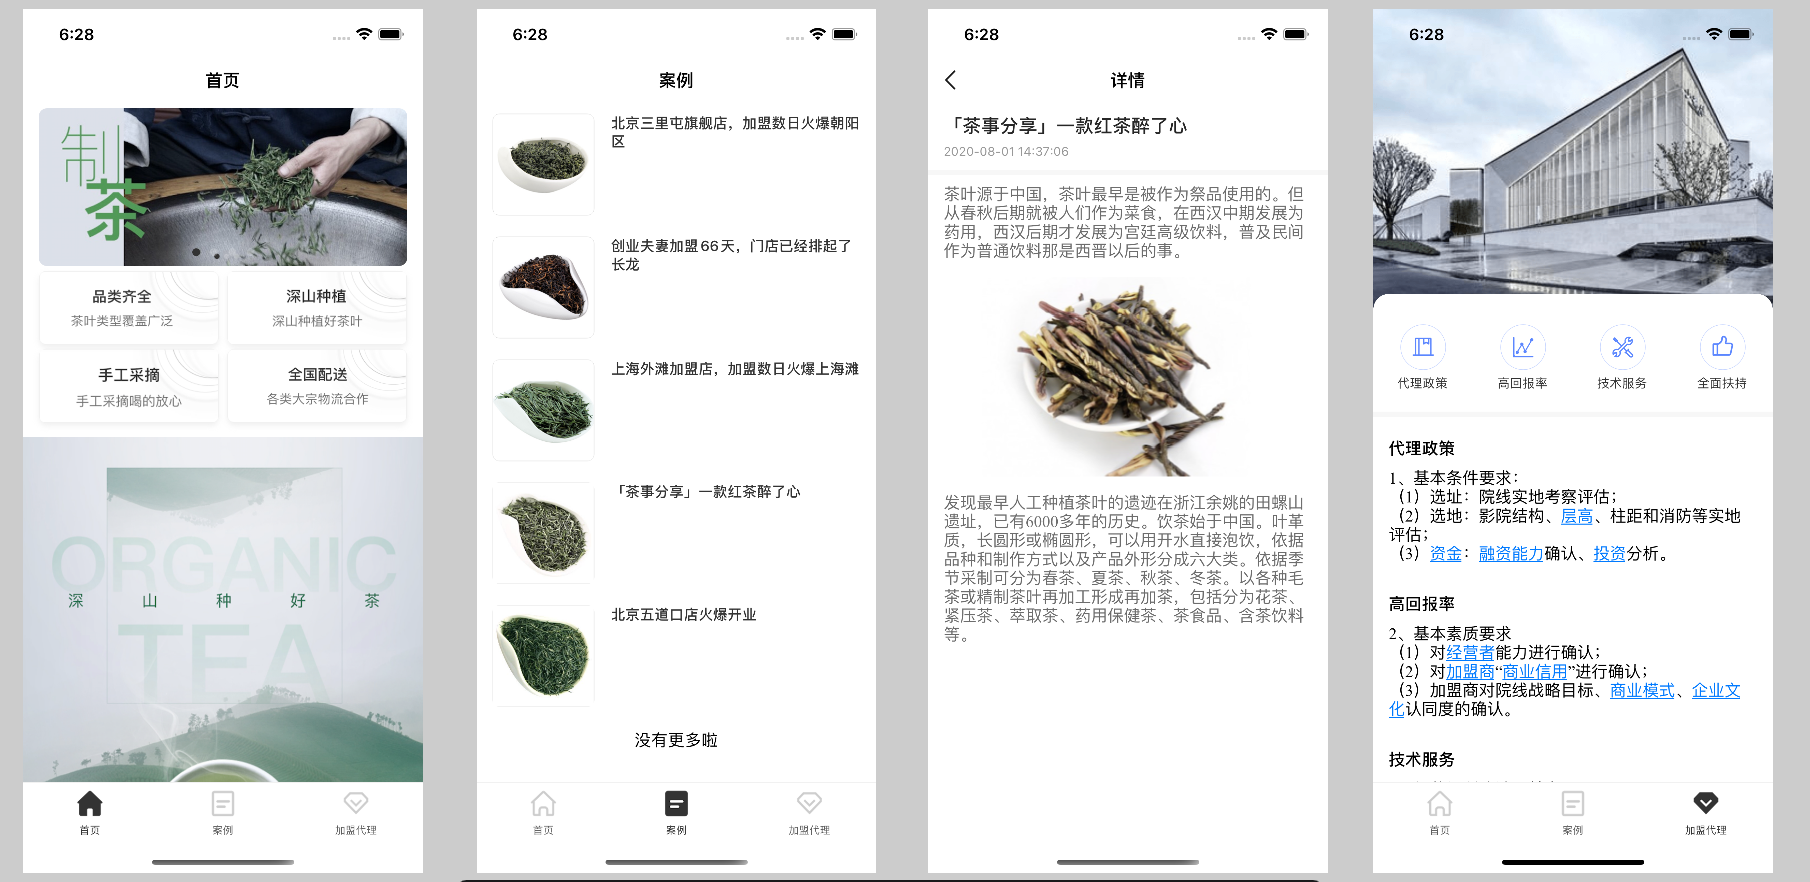 6:28
首页
制
茶
品类齐全
茶叶类型覆盖广泛
深山种植
深山种植好茶叶
手工采摘
手工采摘喝的放心
全国配送
各类大宗物流合作
ORGANIC
深 山 种 好 茶
TEA
首页
案例
加盟代理
6:28
案例
北京三里屯旗舰店，加盟数日火爆朝阳
区
创业夫妻加盟66天，门店已经排起了
长龙
上海外滩加盟店，加盟数日火爆上海滩
「茶事分享」一款红茶醉了心
北京五道口店火爆开业
没有更多啦
首页
案例
加盟代理
6:28
详情
「茶事分享」一款红茶醉了心
2020-08-01 14:37:06
茶叶源于中国，茶叶最早是被作为祭品使用的。但
从春秋后期就被人们作为菜食，在西汉中期发展为
药用，西汉后期才发展为宫廷高级饮料，普及民间
作为普通饮料那是西晋以后的事。
发现最早人工种植茶叶的遗迹在浙江余姚的田螺山
遗址，已有6000多年的历史。饮茶始于中国。叶革
质，长圆形或椭圆形，可以用开水直接泡饮，依据
品种和制作方式以及产品外形分成六大类。依据季
节采制可分为春茶、夏茶、秋茶、冬茶。以各种毛
茶或精制茶叶再加工形成再加茶，包括分为花茶、
紧压茶、萃取茶、药用保健茶、茶食品、含茶饮料
等。
6:28
代理政策
高回报率
技术服务
全面扶持
代理政策
1、基本条件要求：
（1）选址：院线实地考察评估；
（2）选地：影院结构、层高、柱距和消防等实地
评估；
（3）资金：融资能力确认、投资分析。
高回报率
2、基本素质要求
（1）对经营者能力进行确认；
（2）对加盟商“商业信用”进行确认；
（3）加盟商对院线战略目标、商业模式、企业文
化认同度的确认。
技术服务
首页
案例
加盟代理